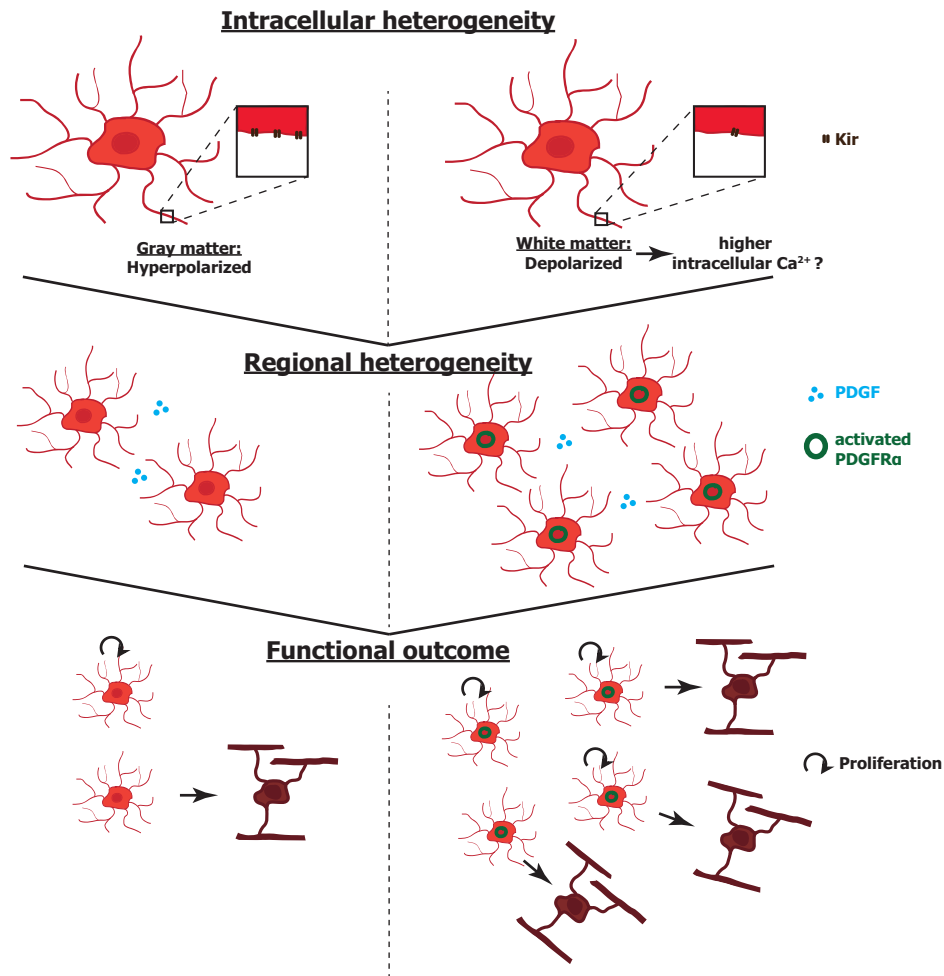 Intracellular heterogeneity
Kir
Gray matter:
Hyperpolarized
White matter:
Depolarized
higher
intracellular Ca²⁺ ?
Regional heterogeneity
PDGF
activated
PDGFRα
Functional outcome
Proliferation